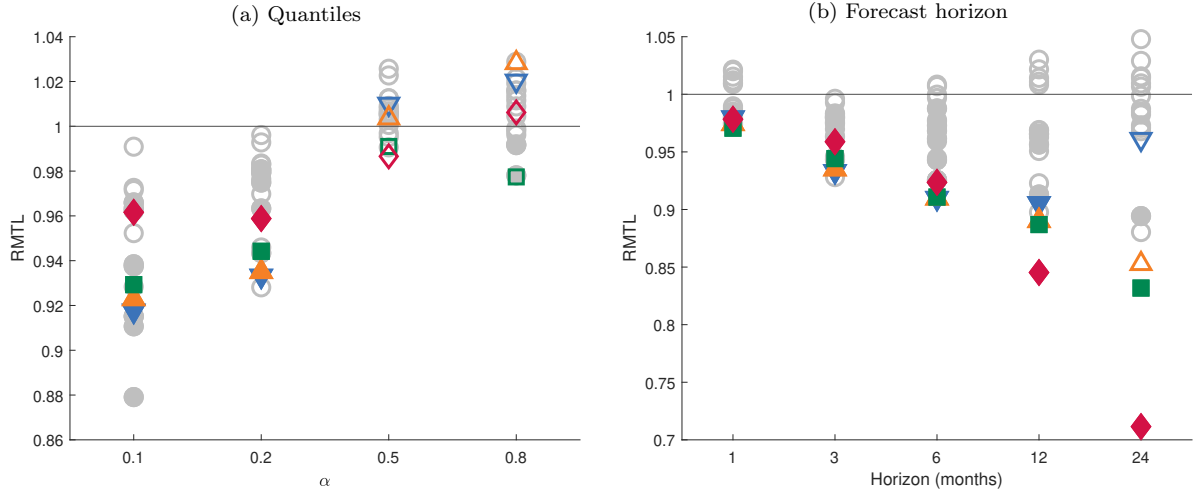 (a) Quantiles
1.04
1.02
1
0.98
0.96
0.94
0.92
0.9
0.88
0.86
RMTL
0.1 0.2 0.5 0.8
α
(b) Forecast horizon
1.05
1
0.95
0.9
0.85
0.8
0.75
0.7
RMTL
1 3 6 12 24
Horizon (months)